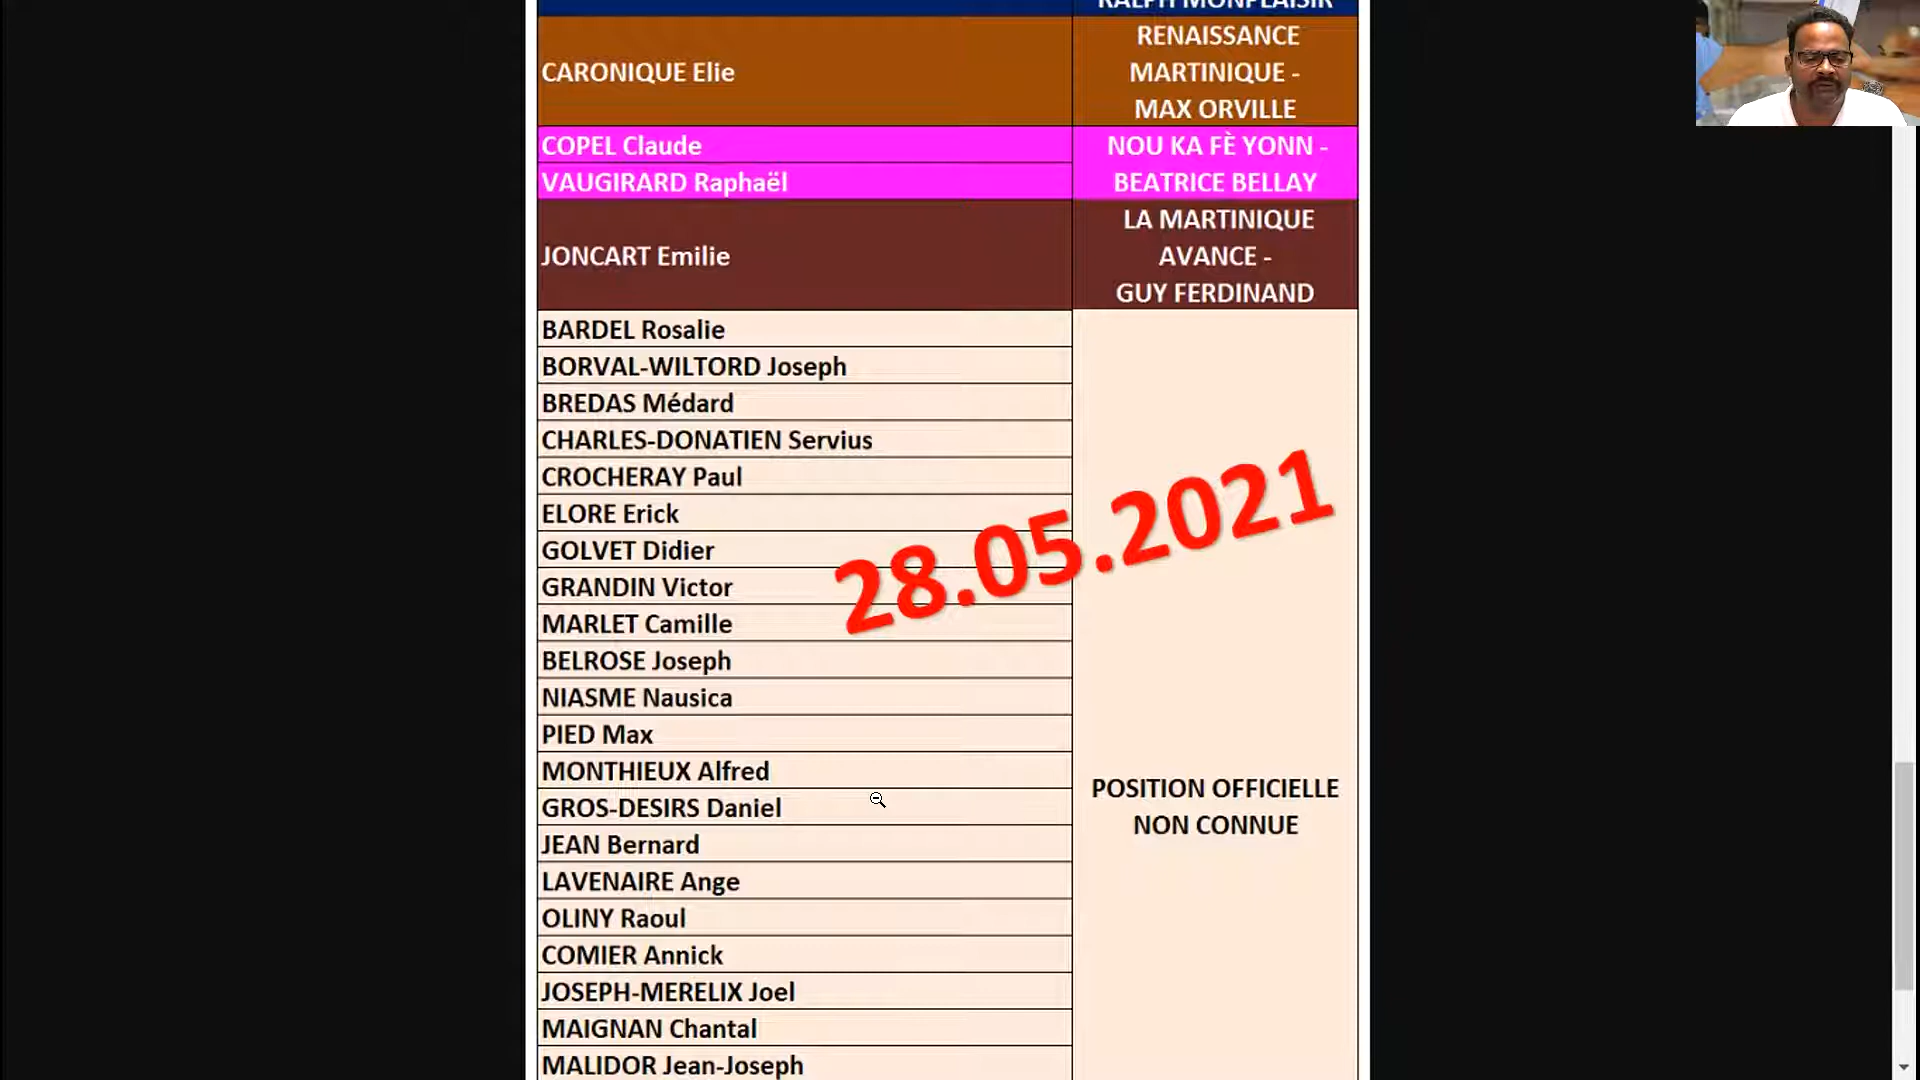 RALPH MONPLAISIR
CARONIQUE Elie
RENAISSANCE
MARTINIQUE -
MAX ORVILLE
COPEL Claude
VAUGIRARD Raphaël
NOU KA FÈ YONN -
BEATRICE BELLAY
JONCART Emilie
LA MARTINIQUE
AVANCE -
GUY FERDINAND
BARDEL Rosalie
BORVAL-WILTORD Joseph
BREDAS Médard
CHARLES-DONATIEN Servius
CROCHERAY Paul
ELORE Erick
GOLVET Didier
GRANDIN Victor
MARLET Camille
BELROSE Joseph
NIASME Nausica
PIED Max
MONTHIEUX Alfred
GROS-DESIRS Daniel
JEAN Bernard
LAVENAIRE Ange
OLINY Raoul
COMIER Annick
JOSEPH-MERELIX Joel
MAIGNAN Chantal
MALIDOR Jean-Joseph
28.05.2021
POSITION OFFICIELLE
NON CONNUE